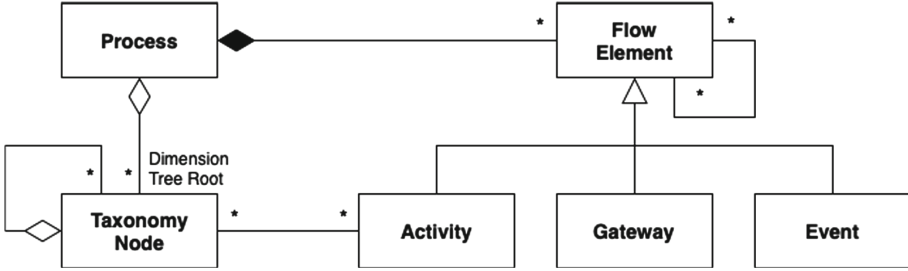 Process
*
Flow
Element
*
*
Dimension
Tree Root
*
*
Taxonomy
Node
*
*
Activity
Gateway
Event